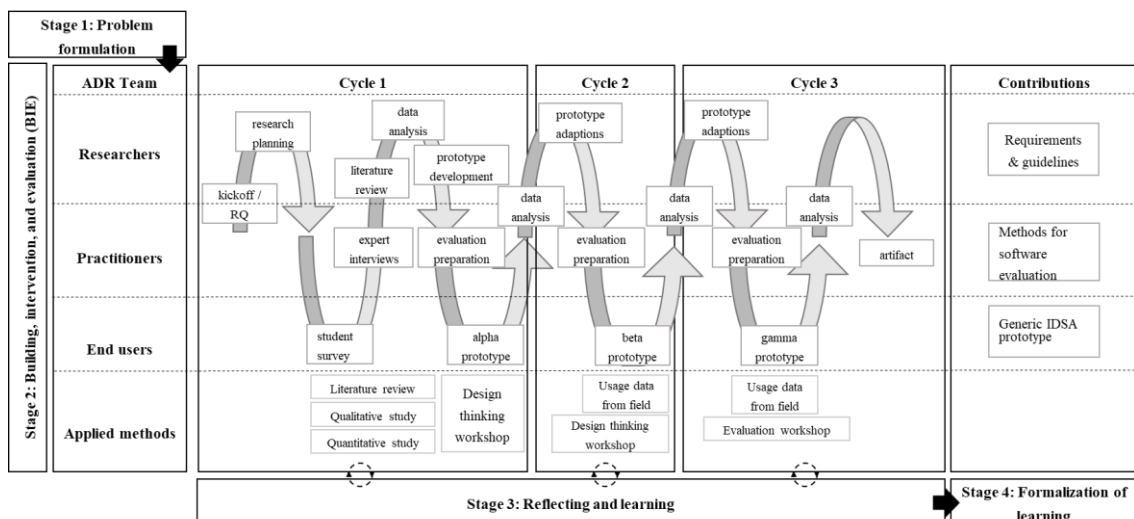 Stage 1: Problem
formulation
Stage 2: Building, intervention, and evaluation (BIE)
ADR Team
Cycle 1
Cycle 2
Cycle 3
Contributions
Researchers
research
planning
data
analysis
prototype
adaptions
prototype
adaptions
Requirements
& guidelines
literature
review
prototype
development
kickoff /
RQ
data
analysis
data
analysis
data
analysis
Practitioners
expert
interviews
evaluation
preparation
evaluation
preparation
evaluation
preparation
artifact
Methods for
software
evaluation
End users
student
survey
alpha
prototype
beta
prototype
gamma
prototype
Generic IDSA
prototype
Applied methods
Literature review
Qualitative study
Quantitative study
Design
thinking
workshop
Usage data
from field
Design thinking
workshop
Usage data
from field
Evaluation workshop
Stage 3: Reflecting and learning
Stage 4: Formalization of
learning